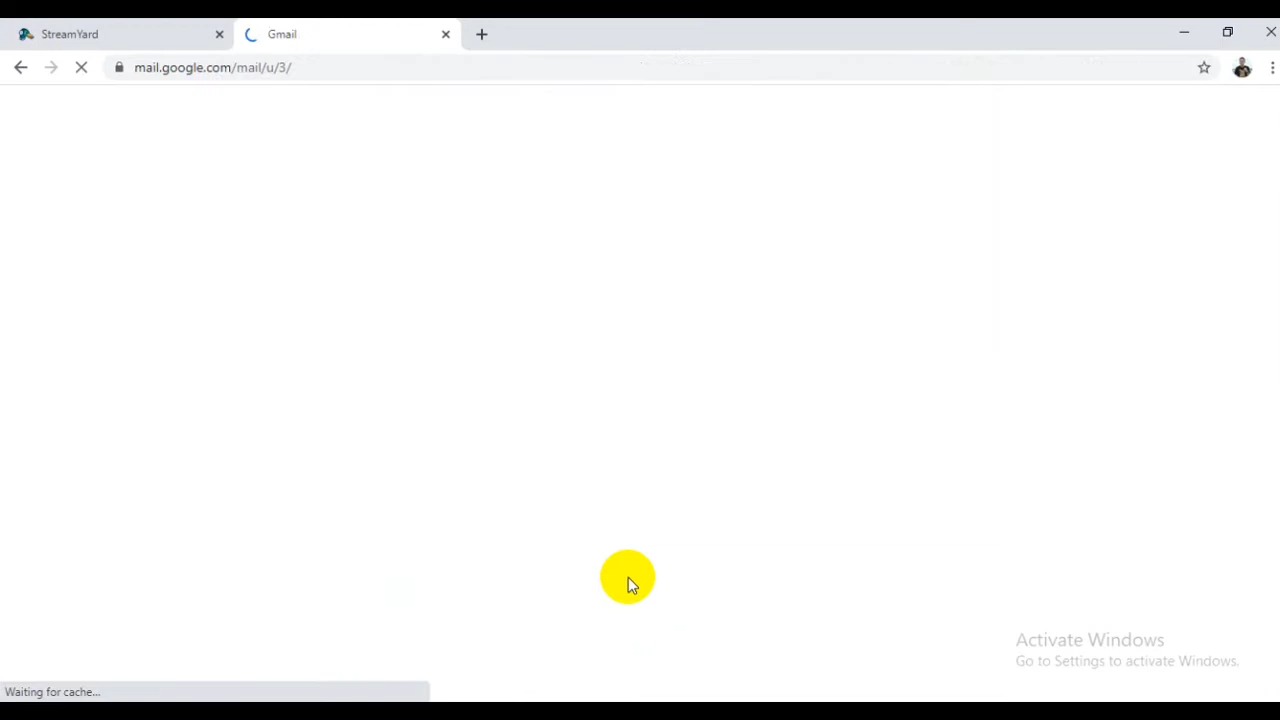 StreamYard
Gmail
mail.google.com/mail/u/3/
Activate Windows
Go to Settings to activate Windows.
Waiting for cache...